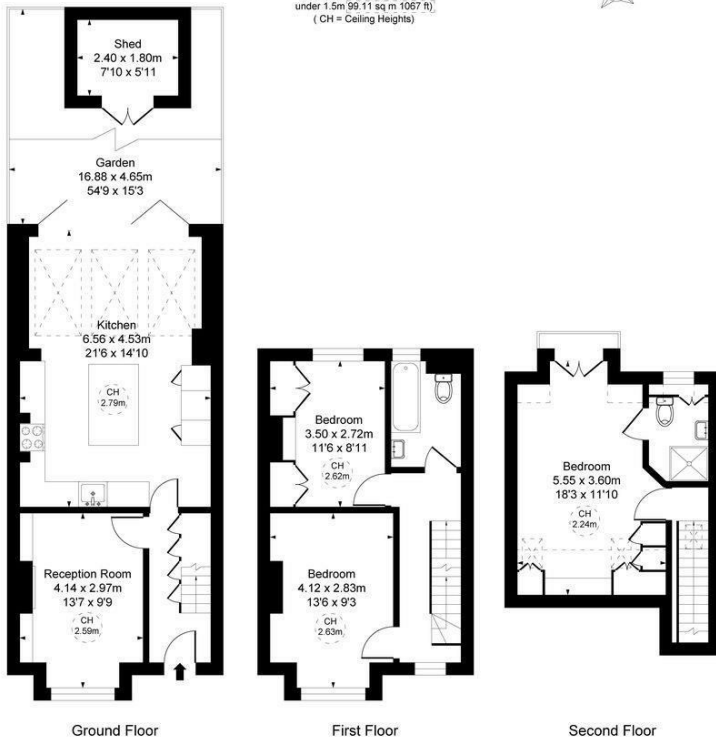 under 1.5m 99.11 sq m 1067 ft)
( CH = Ceiling Heights)
Shed
2.40 x 1.80m
7'10 x 5'11
Garden
16.88 x 4.65m
54'9 x 15'3
Kitchen
6.56 x 4.53m
21'6 x 14'10
CH
2.79m
Reception Room
4.14 x 2.97m
13'7 x 9'9
CH
2.59m
Ground Floor
Bedroom
3.50 x 2.72m
11'6 x 8'11
CH
2.62m
Bedroom
4.12 x 2.83m
13'6 x 9'3
CH
2.63m
First Floor
Bedroom
5.55 x 3.60m
18'3 x 11'10
CH
2.24m
Second Floor